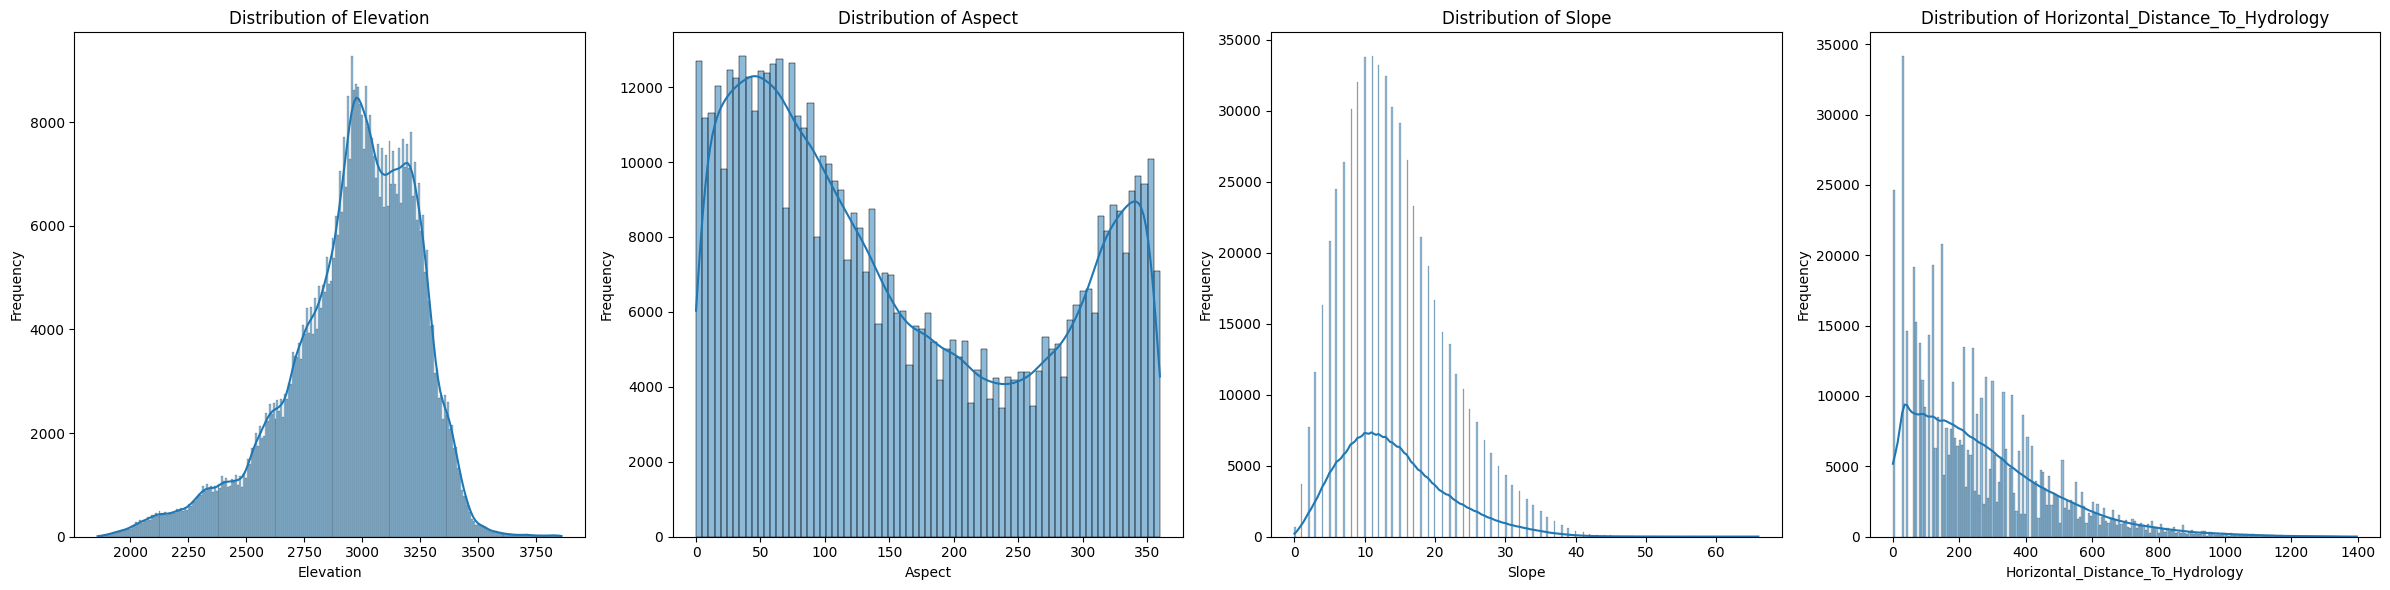 Distribution of Elevation
Frequency
8000
6000
4000
2000
0
2000 2250 2500 2750 3000 3250 3500 3750
Elevation
Distribution of Aspect
Frequency
12000
10000
8000
6000
4000
2000
0
0 50 100 150 200 250 300 350
Aspect
Distribution of Slope
Frequency
35000
30000
25000
20000
15000
10000
5000
0
0 10 20 30 40 50 60
Slope
Distribution of Horizontal_Distance_To_Hydrology
Frequency
35000
30000
25000
20000
15000
10000
5000
0
0 200 400 600 800 1000 1200 1400
Horizontal_Distance_To_Hydrology